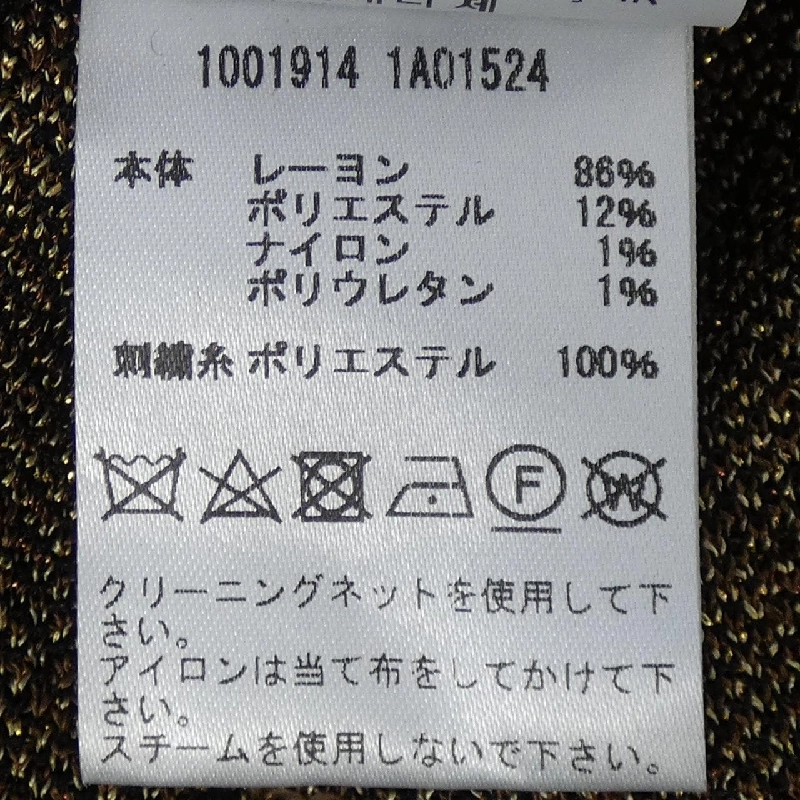 1001914 1A01524
本体 レーヨン 86%
ポリエステル 12%
ナイロン 1%
ポリウレタン 1%
刺繍糸 ポリエステル 100%
F W
クリーニングネットを使用して下
さい。
アイロンは当て布をしてかけて下
さい。
スチームを使用しないで下さい。